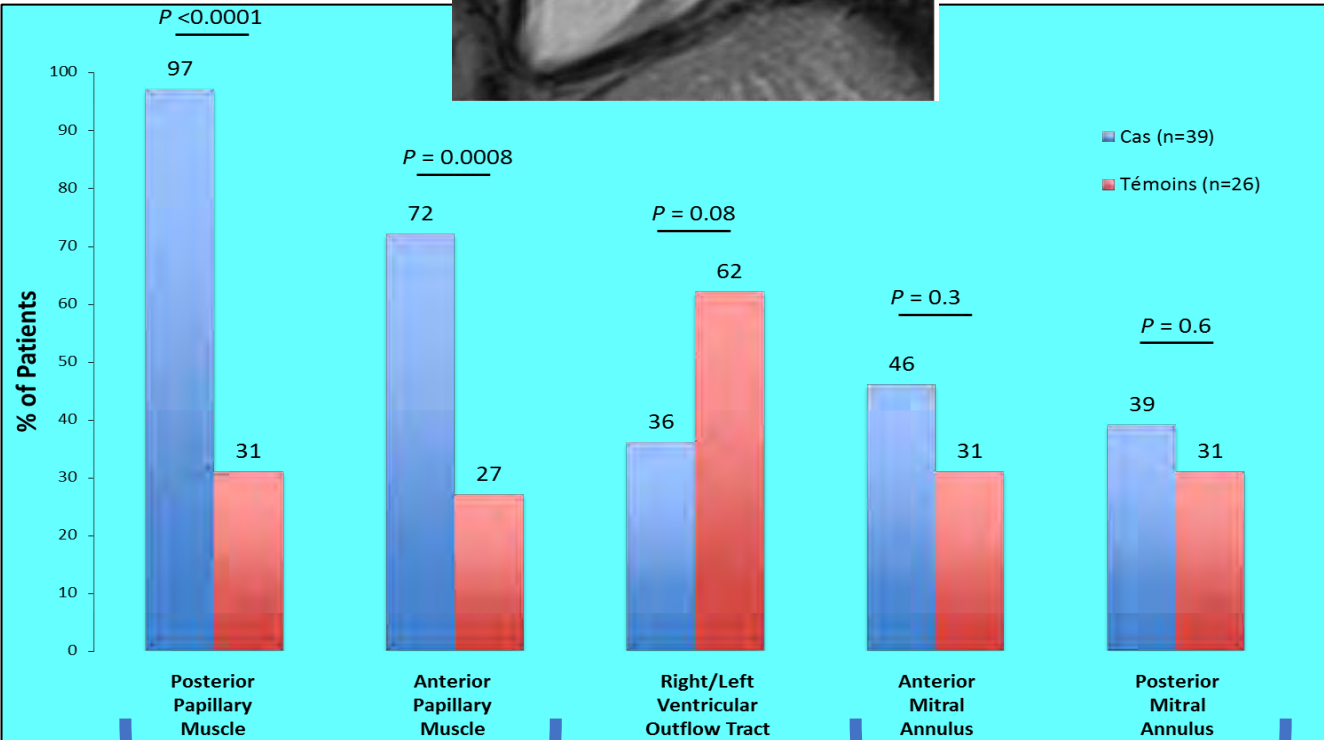 P <0.0001
97
31
P = 0.0008
72
27
P = 0.08
36
62
P = 0.3
46
31
P = 0.6
39
31
Cas (n=39)
Témoins (n=26)
% of Patients
100
90
80
70
60
50
40
30
20
10
0
Posterior
Papillary
Muscle
Anterior
Papillary
Muscle
Right/Left
Ventricular
Outflow Tract
Anterior
Mitral
Annulus
Posterior
Mitral
Annulus